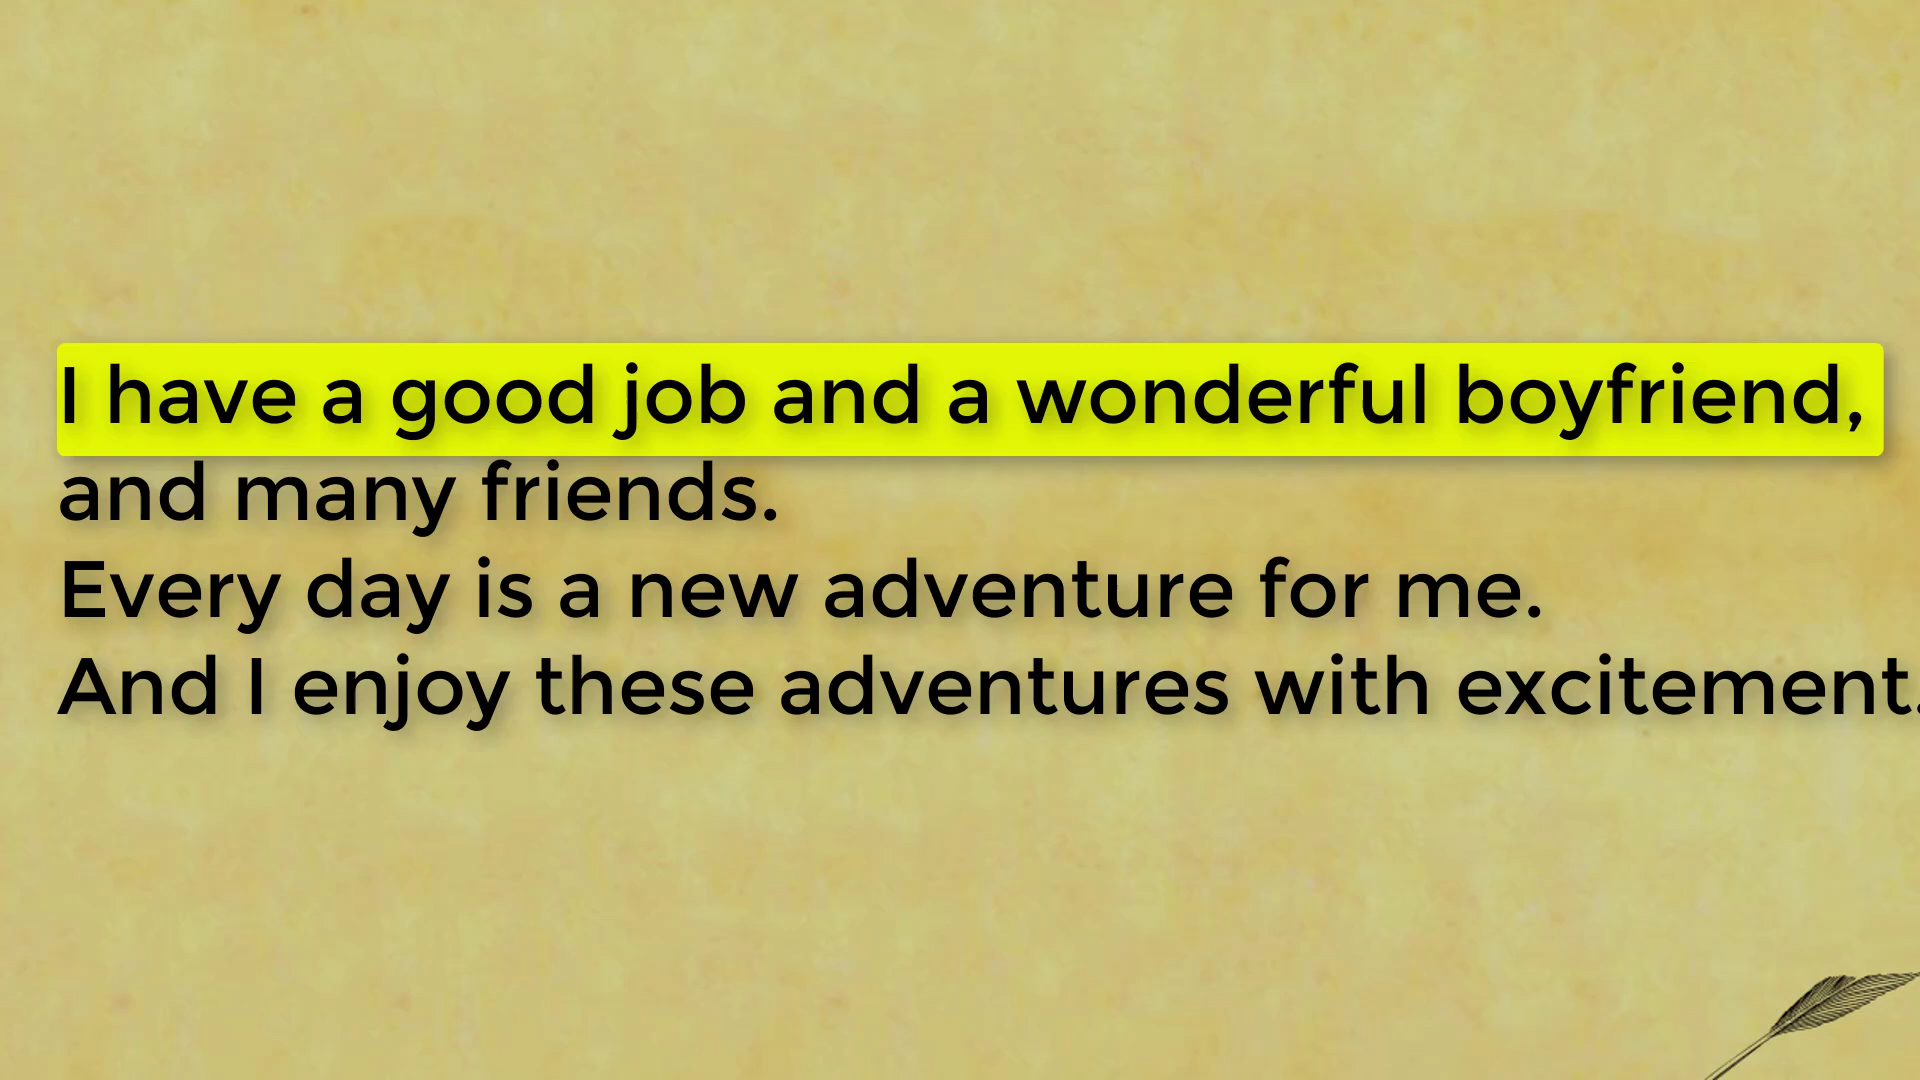 I have a good job and a wonderful boyfriend,
and many friends.
Every day is a new adventure for me.
And I enjoy these adventures with excitement.